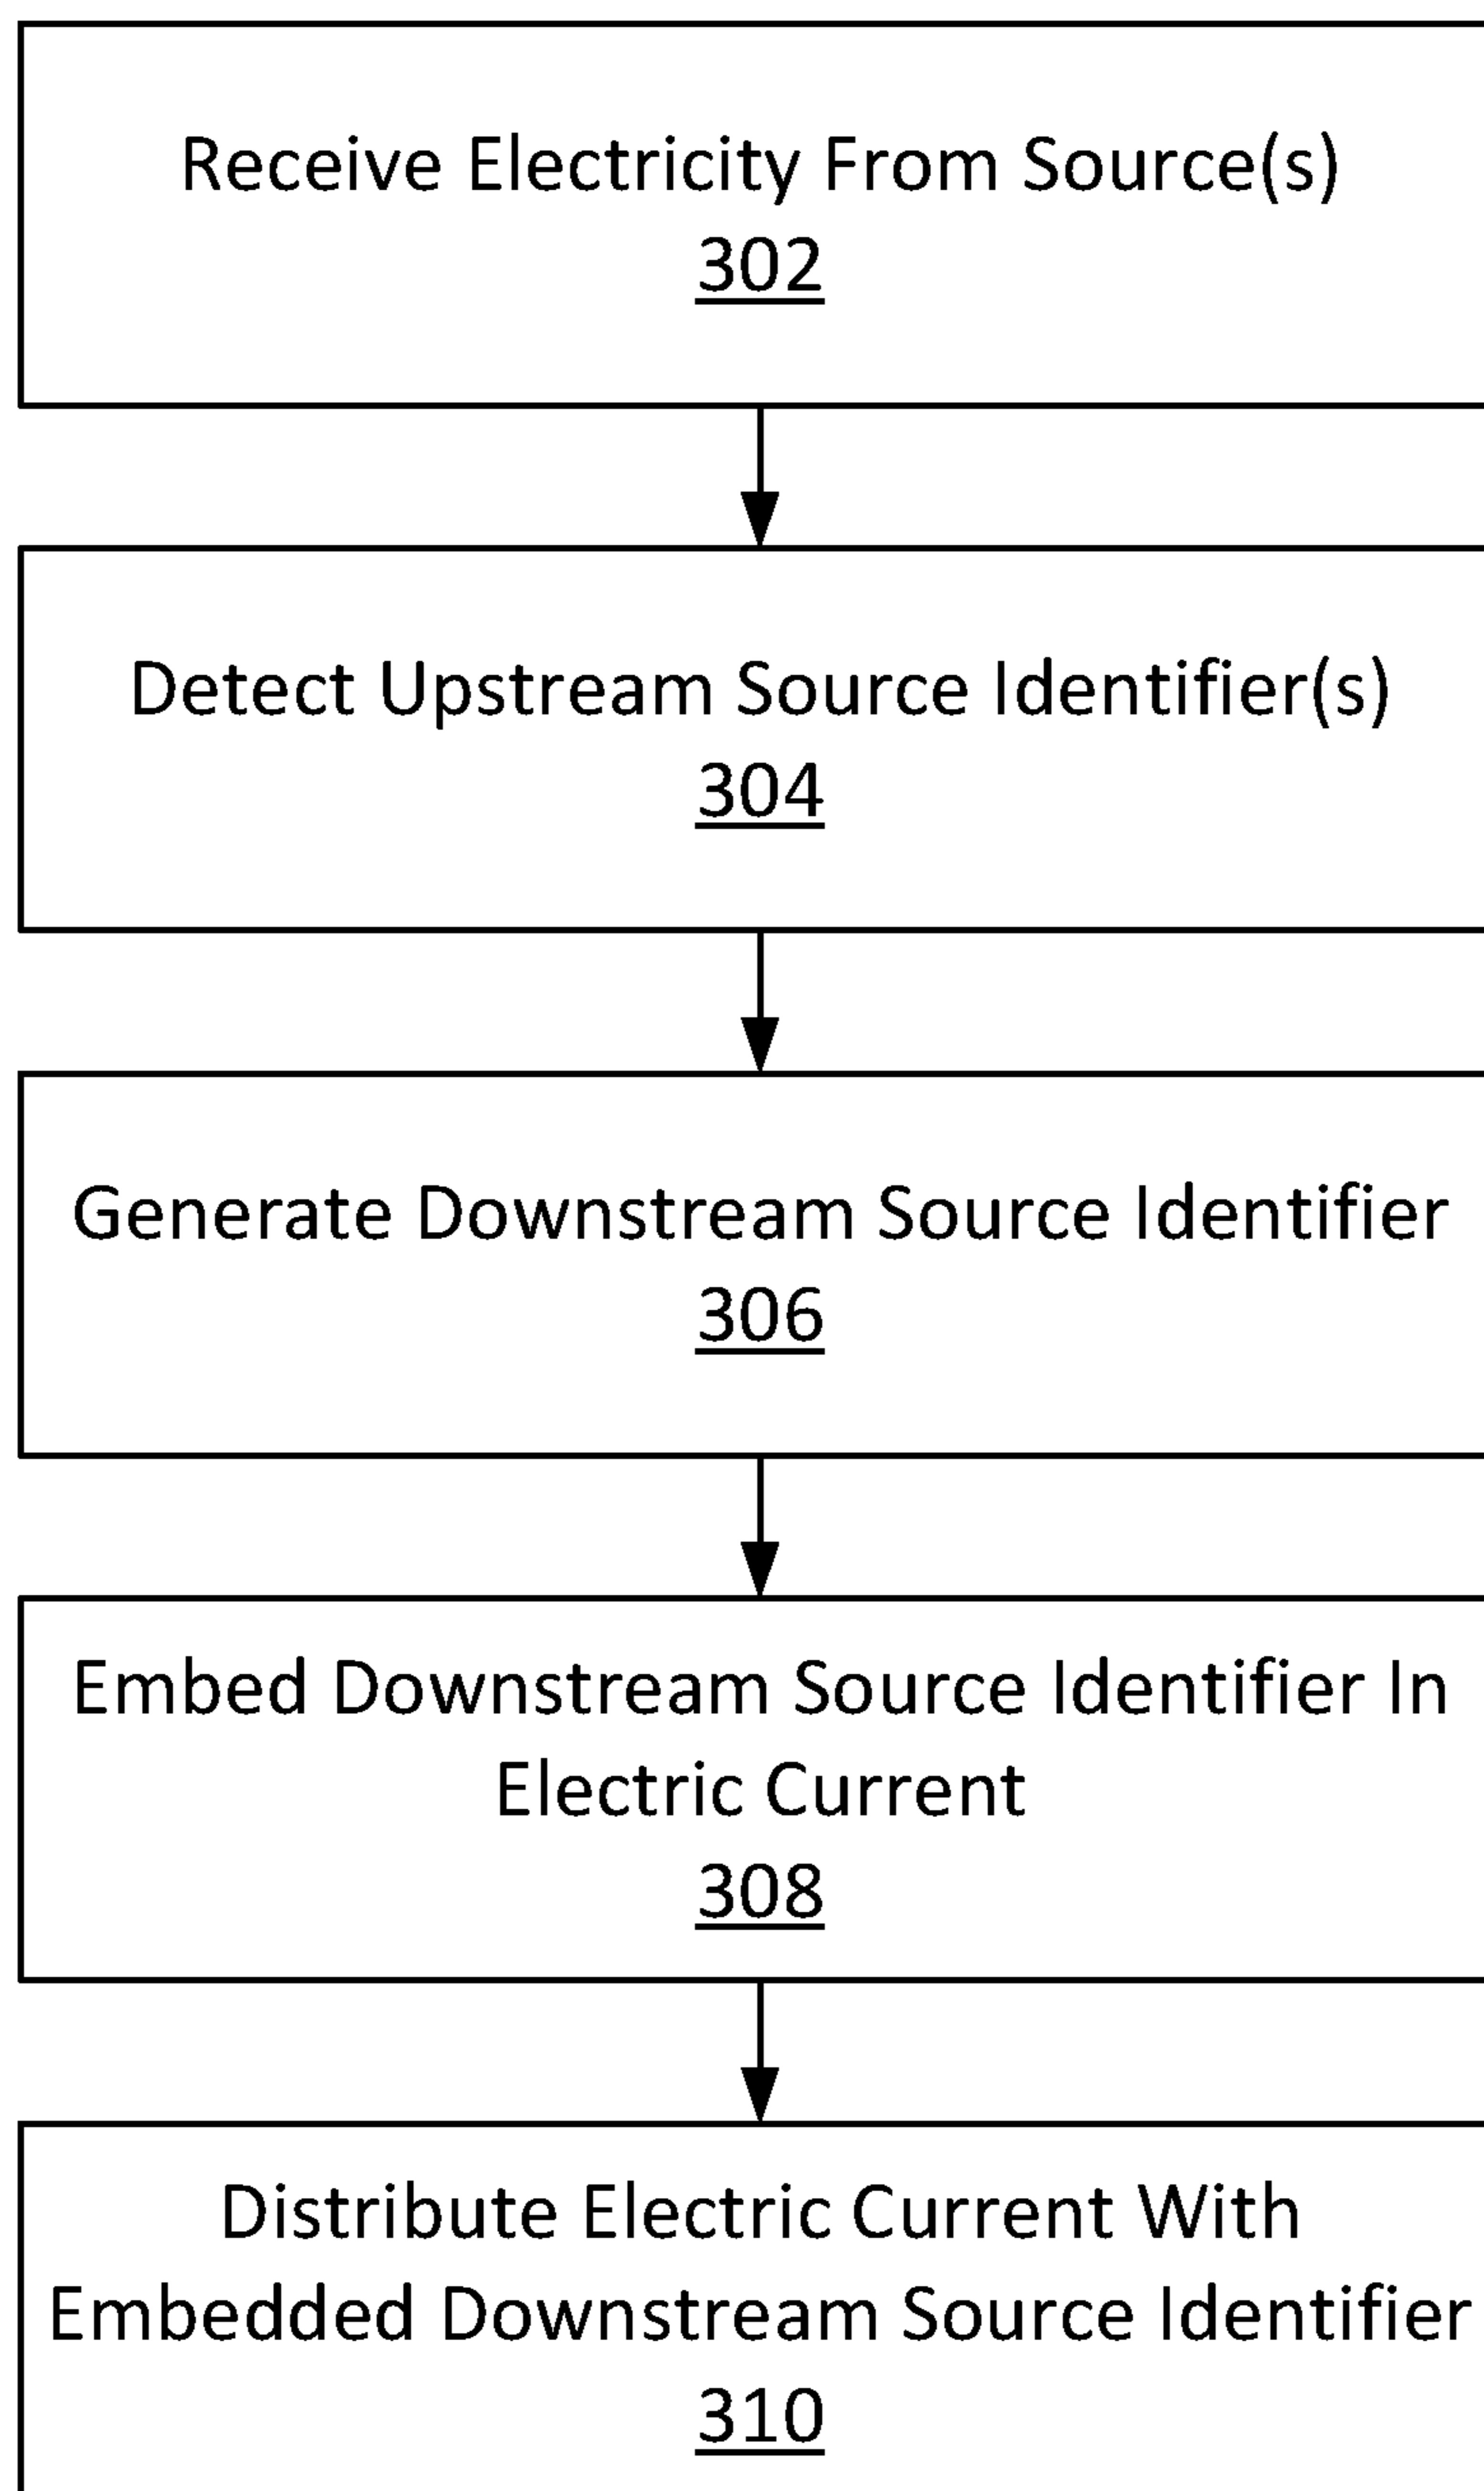 Receive Electricity From Source(s)
302
Detect Upstream Source Identifier(s)
304
Generate Downstream Source Identifier
306
Embed Downstream Source Identifier In
Electric Current
308
Distribute Electric Current With
Embedded Downstream Source Identifier
310